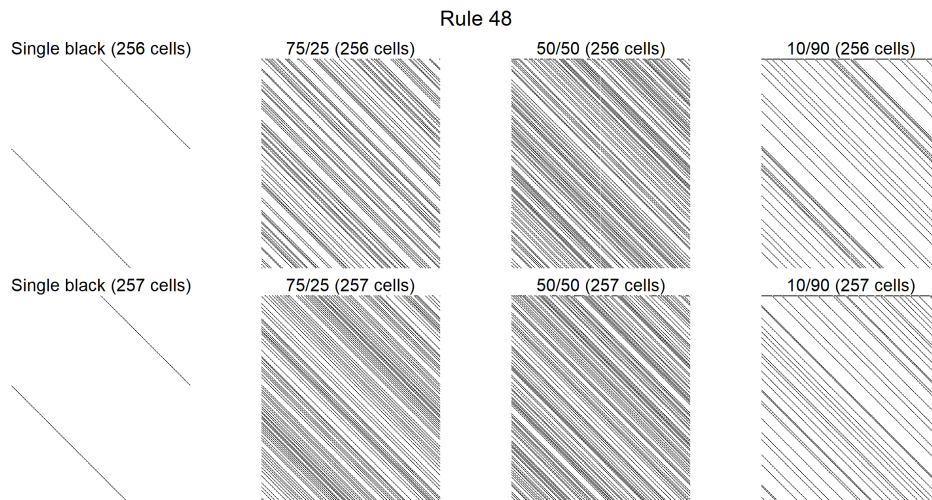 Rule 48
Single black (256 cells)
75/25 (256 cells)
50/50 (256 cells)
10/90 (256 cells)
Single black (257 cells)
75/25 (257 cells)
50/50 (257 cells)
10/90 (257 cells)